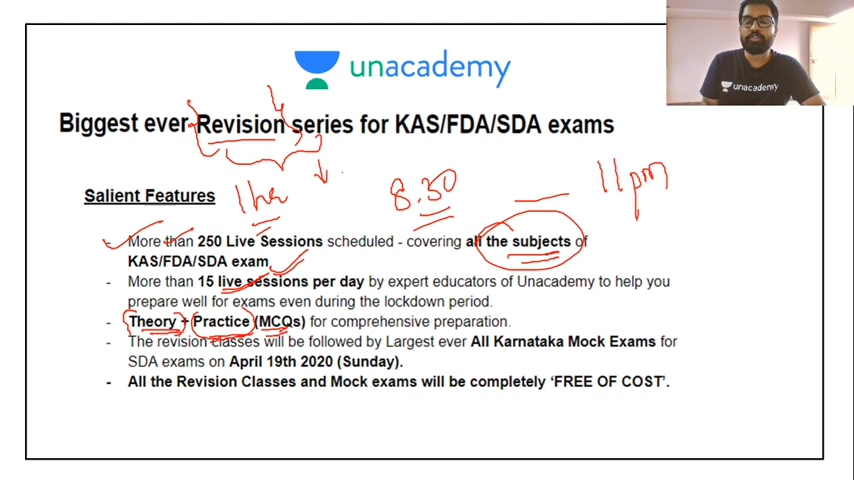 unacademy
unacademy
Biggest ever Revision series for KAS/FDA/SDA exams
Salient Features
1hr
8.30
11pm
- More than 250 Live Sessions scheduled - covering all the subjects of
KAS/FDA/SDA exam.
- More than 15 live sessions per day by expert educators of Unacademy to help you
prepare well for exams even during the lockdown period.
- Theory + Practice (MCQs) for comprehensive preparation.
- The revision classes will be followed by Largest ever All Karnataka Mock Exams for
SDA exams on April 19th 2020 (Sunday).
- All the Revision Classes and Mock exams will be completely ‘FREE OF COST’.